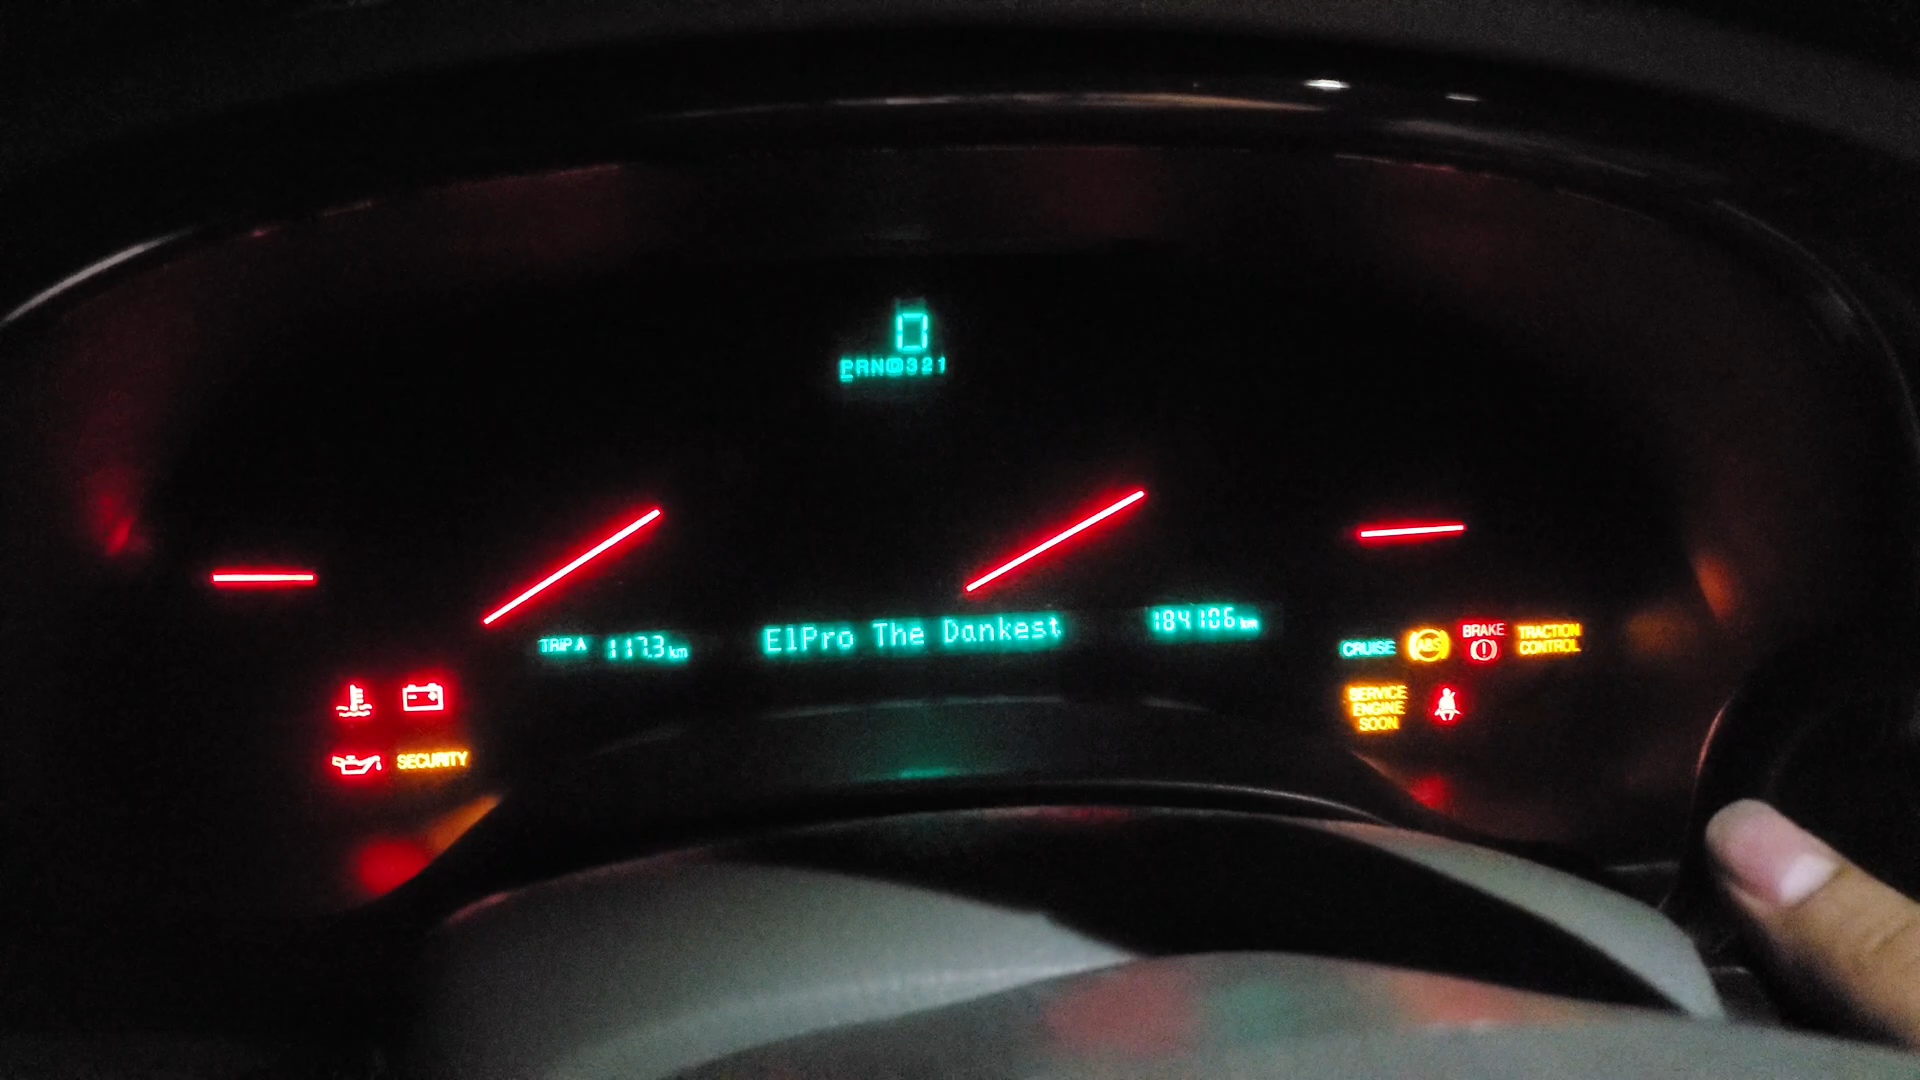 0
PRND321
TRIP A 117.3 km
ElPro The Dankest
184106 km
CRUISE
ABS
BRAKE
TRACTION
CONTROL
SECURITY
SERVICE
ENGINE
SOON